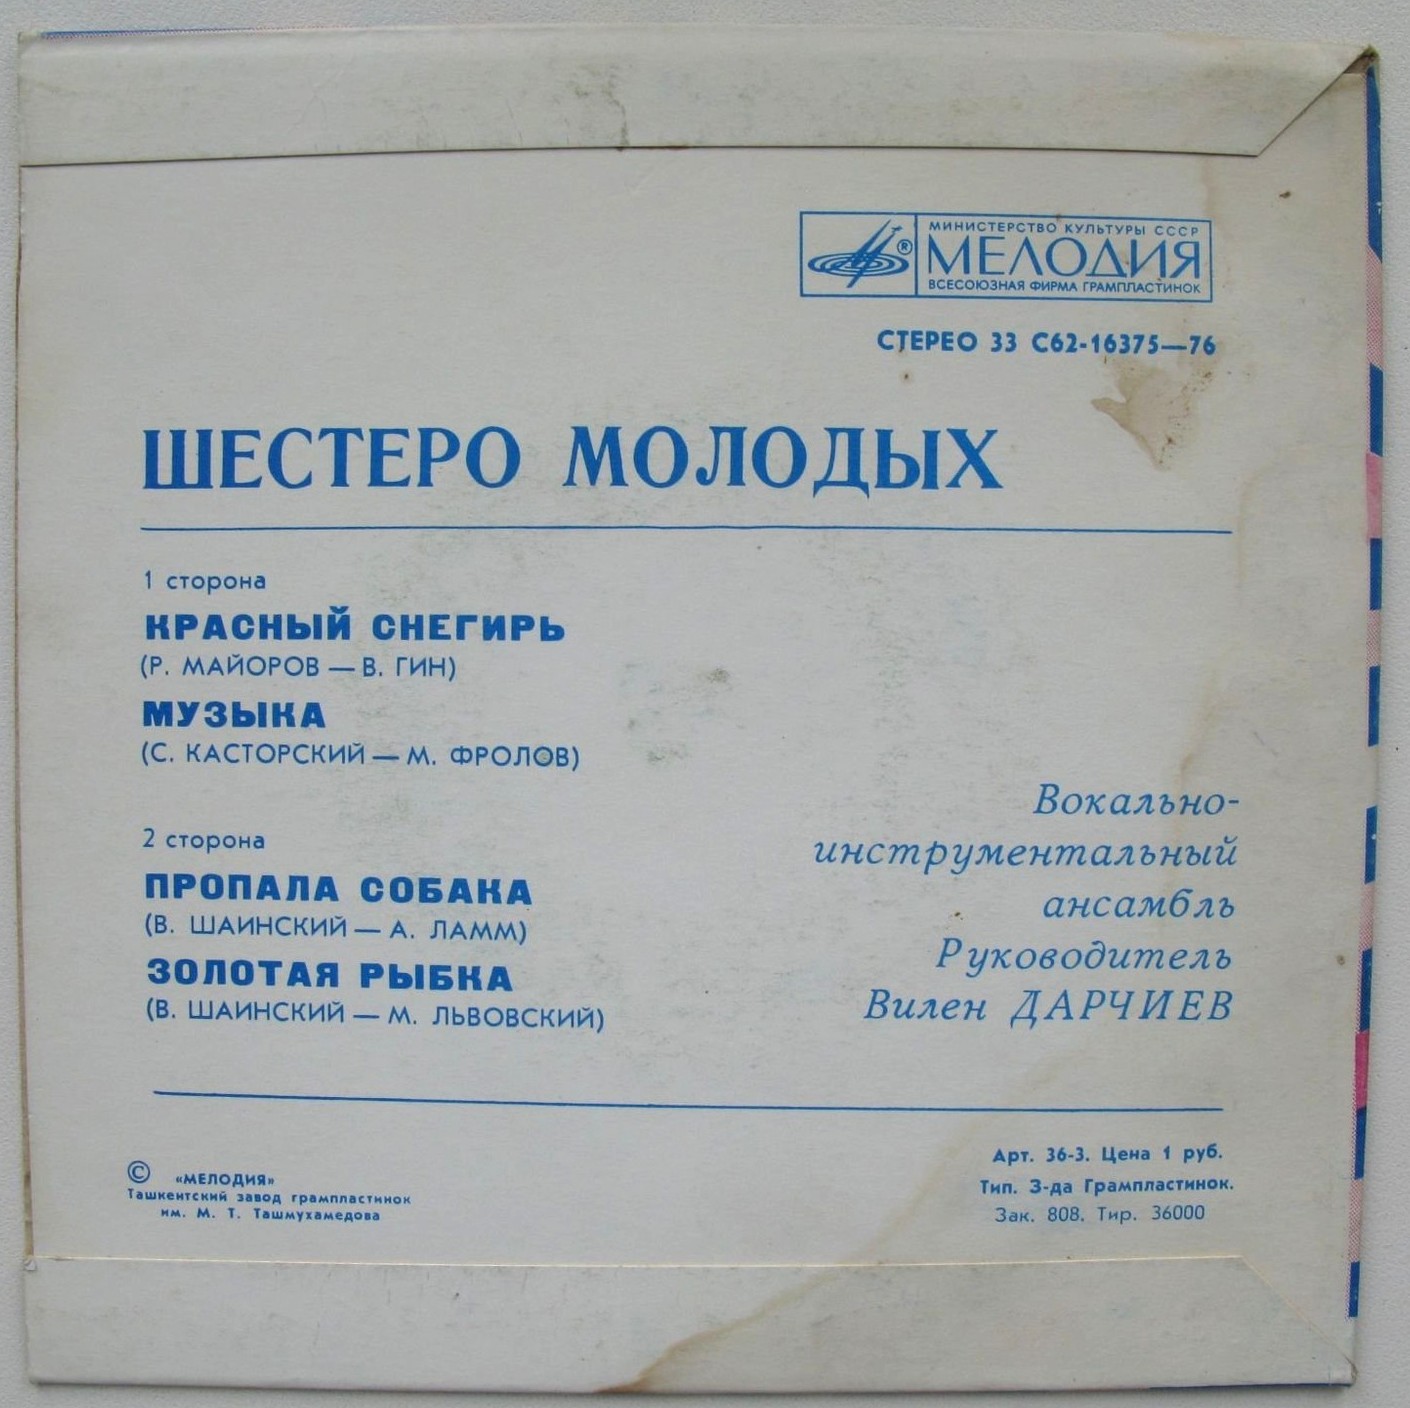 МИНИСТЕРСТВО КУЛЬТУРЫ СССР
®
МЕЛОДИЯ
ВСЕСОЮЗНАЯ ФИРМА ГРАМПЛАСТИНОК
СТЕРЕО 33 С62-16375—76
ШЕСТЕРО МОЛОДЫХ
1 сторона
КРАСНЫЙ СНЕГИРЬ
(Р. МАЙОРОВ — В. ГИН)
МУЗЫКА
(С. КАСТОРСКИЙ — М. ФРОЛОВ)
2 сторона
ПРОПАЛА СОБАКА
(В. ШАИНСКИЙ — А. ЛАММ)
ЗОЛОТАЯ РЫБКА
(В. ШАИНСКИЙ — М. ЛЬВОВСКИЙ)
Вокально-
инструментальный
ансамбль
Руководитель
Вилен ДАРЧИЕВ
© «МЕЛОДИЯ»
Ташкентский завод грампластинок
им. М. Т. Ташмухамедова
Арт. 36-3. Цена 1 руб.
Тип. З-да Грампластинок.
Зак. 808. Тир. 36000